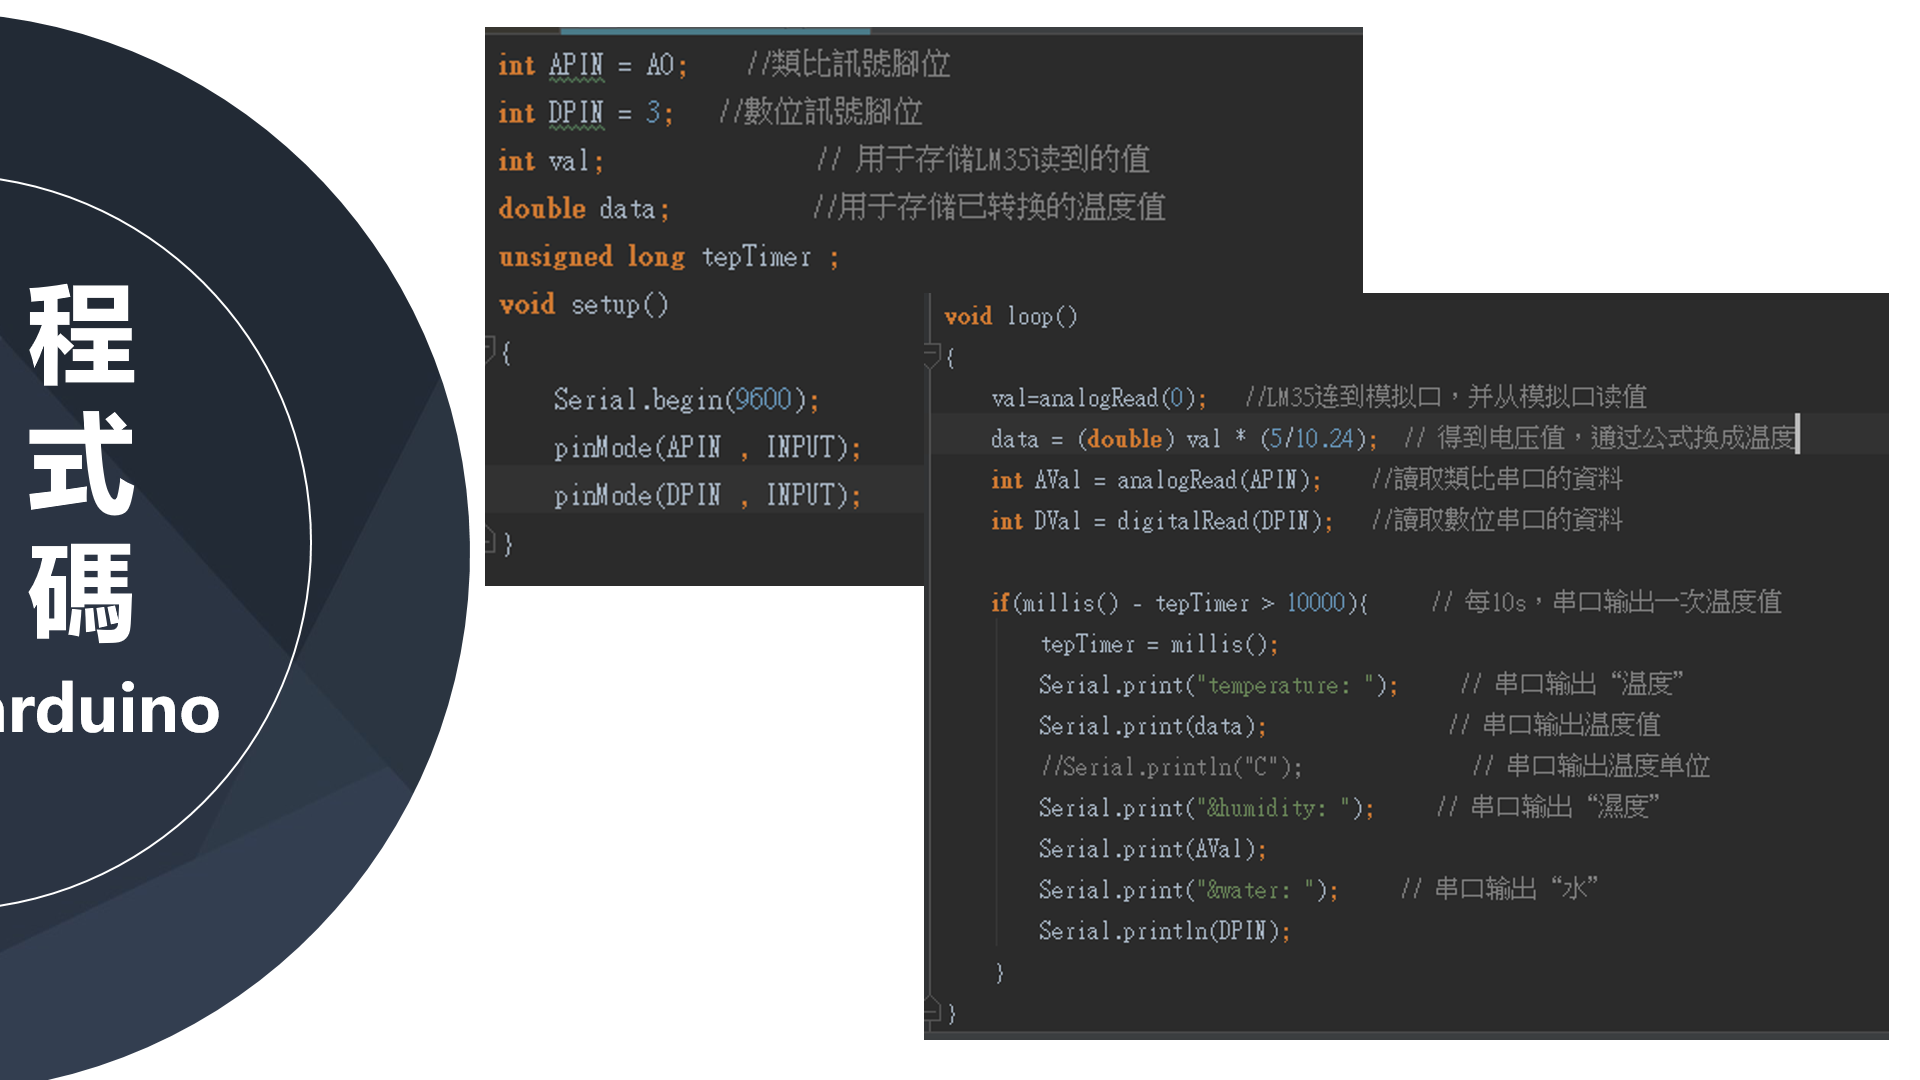 程
式
碼
arduino
int APIN = A0;   //類比訊號腳位
int DPIN = 3;   //數位訊號腳位
int val;   // 用于存储LM35读到的值
double data;   //用于存储已转换的温度值
unsigned long tepTimer ;
void setup()
{
Serial.begin(9600);
pinMode(APIN , INPUT);
pinMode(DPIN , INPUT);
}
void loop()
{
val=analogRead(0);   //LM35连到模拟口，并从模拟口读值
data = (double) val * (5/10.24);  // 得到电压值，通过公式换成温度
int AVal = analogRead(APIN);   //讀取類比串口的資料
int DVal = digitalRead(DPIN);   //讀取數位串口的資料
if(millis() - tepTimer > 10000){   // 每10s，串口输出一次温度值
tepTimer = millis();
Serial.print("temperature: ");   // 串口输出“温度”
Serial.print(data);   // 串口输出温度值
//Serial.println("C");   // 串口输出温度单位
Serial.print("&humidity: ");   // 串口输出“濕度”
Serial.print(AVal);
Serial.print("&water: ");   // 串口输出“水”
Serial.println(DPIN);
}
}